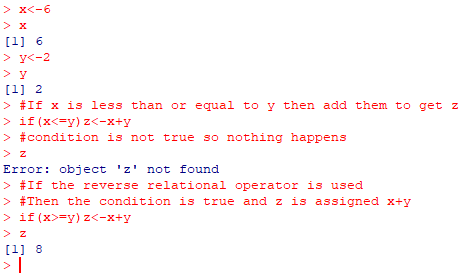 > x<-6
> x
[1] 6
> y<-2
> y
[1] 2
> #If x is less than or equal to y then add them to get z
> if(x<=y)z<-x+y
> #condition is not true so nothing happens
> z
Error: object 'z' not found
> #If the reverse relational operator is used
> #Then the condition is true and z is assigned x+y
> if(x>=y)z<-x+y
> z
[1] 8
>